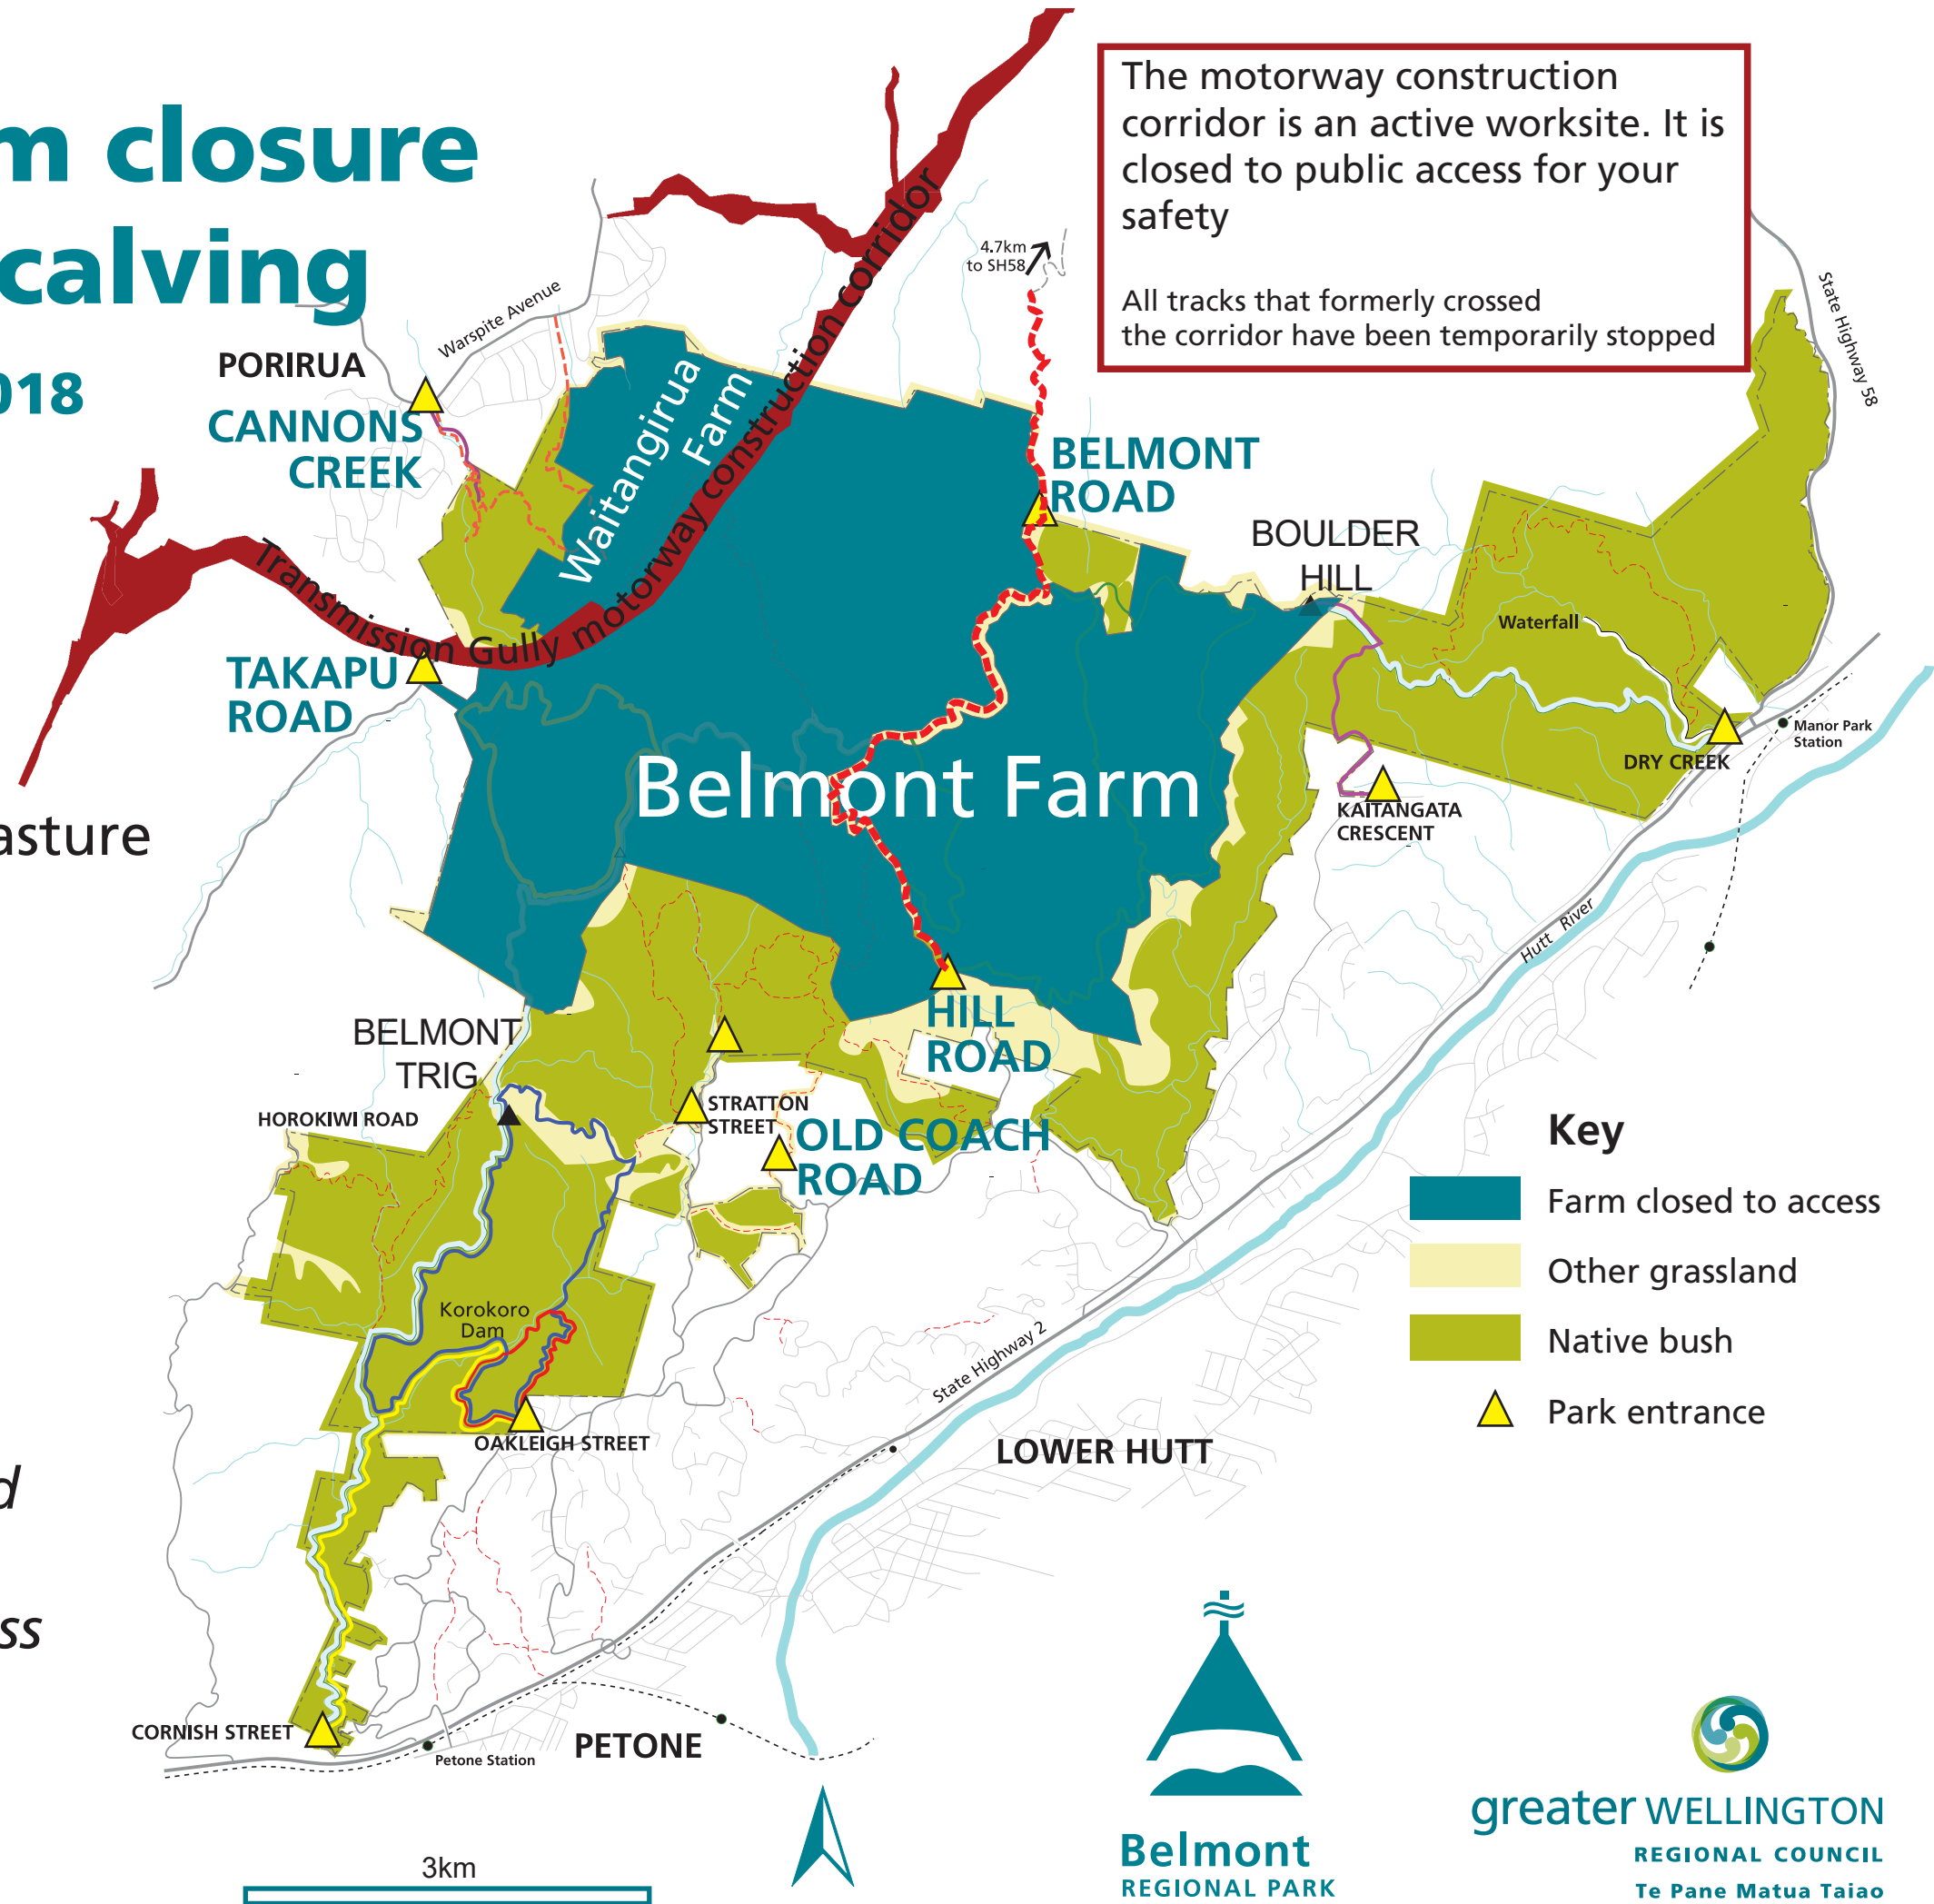 m closure
calving
018
asture
d
ss
The motorway construction
corridor is an active worksite. It is
closed to public access for your
safety
All tracks that formerly crossed
the corridor have been temporarily stopped
4.7km
to SH58
State Highway 58
Warspite Avenue
PORIRUA
CANNONS
CREEK
Waitangirua
Farm
Transmission Gully motorway construction corridor
BELMONT
ROAD
BOULDER
HILL
Waterfall
TAKAPU
ROAD
Manor Park
Station
DRY CREEK
Belmont Farm
KAITANGATA
CRESCENT
Hutt River
HILL
ROAD
BELMONT
TRIG
HOROKIWI ROAD
STRATTON
STREET
OLD COACH
ROAD
Key
Farm closed to access
Other grassland
Native bush
Park entrance
Korokoro
Dam
State Highway 2
OAKLEIGH STREET
LOWER HUTT
CORNISH STREET
Petone Station
PETONE
3km
Belmont
REGIONAL PARK
greater WELLINGTON
REGIONAL COUNCIL
Te Pane Matua Taiao